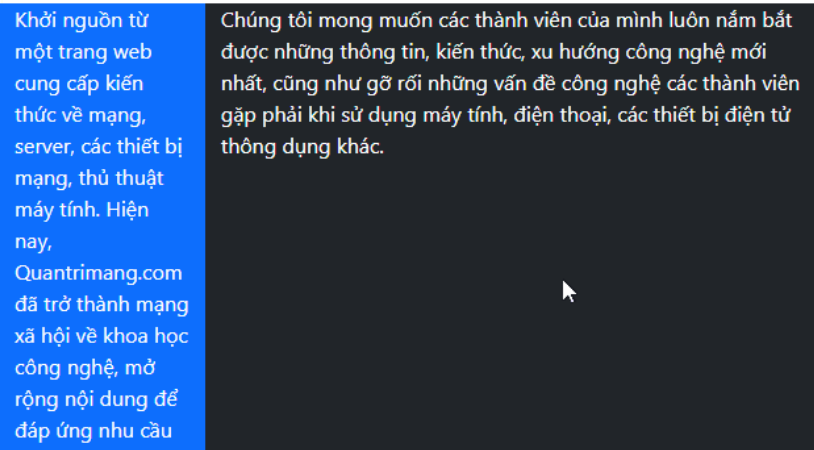 Khởi nguồn từ
một trang web
cung cấp kiến
thức về mạng,
server, các thiết bị
mạng, thủ thuật
máy tính. Hiện
nay,
Quantrimang.com
đã trở thành mạng
xã hội về khoa học
công nghệ, mở
rộng nội dung để
đáp ứng nhu cầu
Chúng tôi mong muốn các thành viên của mình luôn nắm bắt
được những thông tin, kiến thức, xu hướng công nghệ mới
nhất, cũng như gỡ rối những vấn đề công nghệ các thành viên
gặp phải khi sử dụng máy tính, điện thoại, các thiết bị điện tử
thông dụng khác.